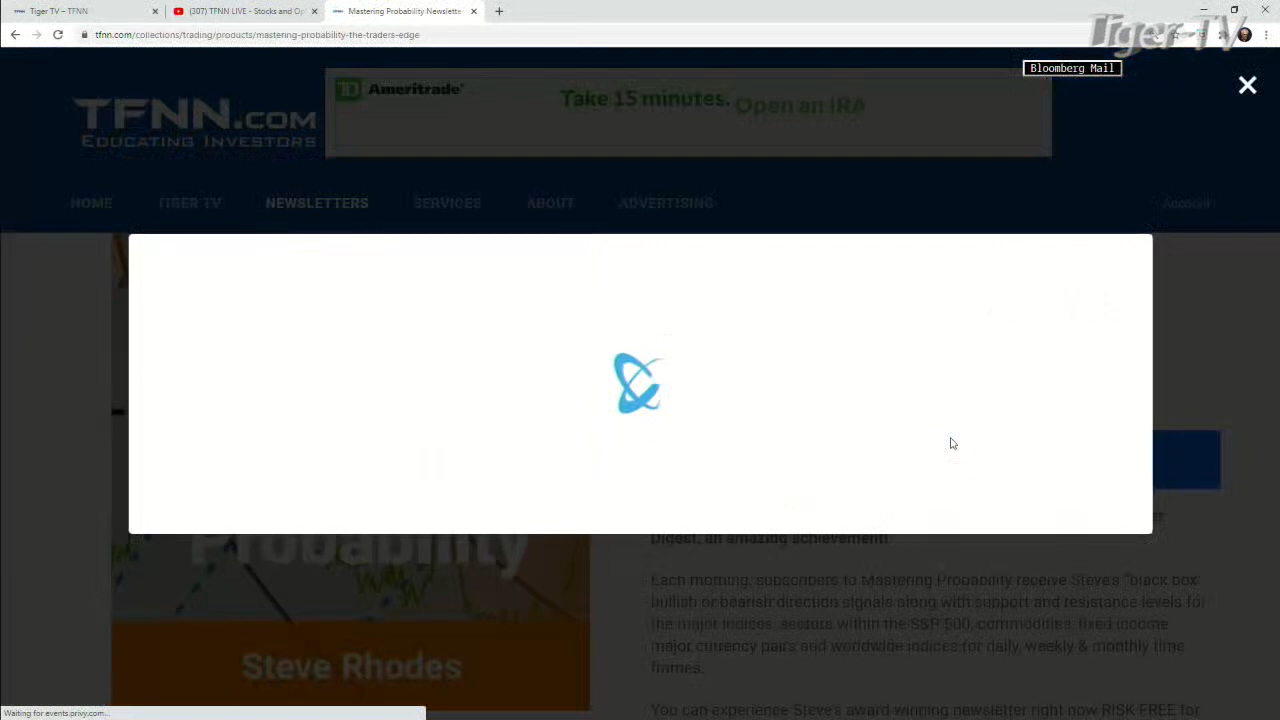 Tiger TV – TFNN
(307) TFNN LIVE - Stocks and Op
Mastering Probability Newslette
tfnn.com/collections/trading/products/mastering-probability-the-traders-edge
Tiger TV
Bloomberg Mail
TFNN.COM
EDUCATING INVESTORS
TD Ameritrade
Take 15 minutes. Open an IRA
HOME TIGER TV NEWSLETTERS SERVICES ABOUT ADVERTISING Account
Probability
Digest, an amazing achievement!
Each morning, subscribers to Mastering Probability receive Steve's "black box
bullish or bearish direction signals along with support and resistance levels for
the major indices, sectors within the S&P 500, commodities, fixed income
major currency pairs and worldwide indices for daily, weekly & monthly time
frames.
Steve Rhodes
You can experience Steve's award winning newsletter right now RISK FREE for
Waiting for events.privy.com...